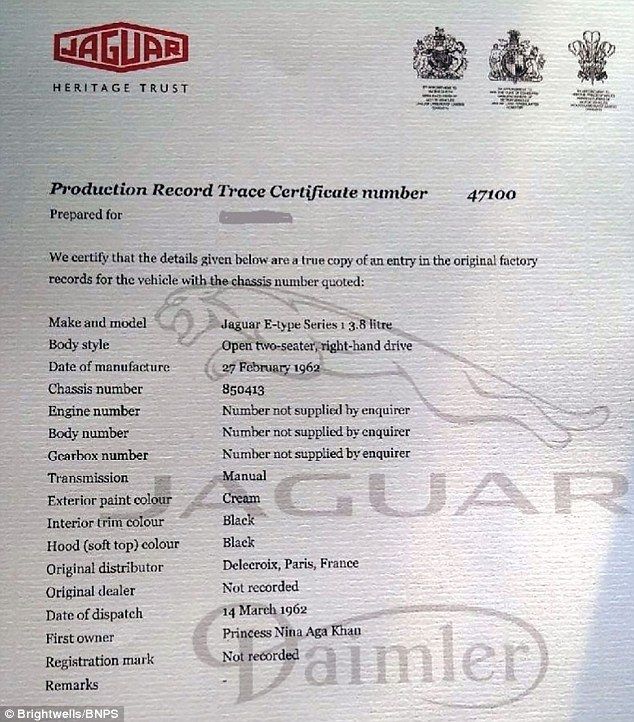 JAGUAR
HERITAGE TRUST
Production Record Trace Certificate number 47100
Prepared for
We certify that the details given below are a true copy of an entry in the original factory
records for the vehicle with the chassis number quoted:
Make and model Jaguar E-type Series 1 3.8 litre
Body style Open two-seater, right-hand drive
Date of manufacture 27 February 1962
Chassis number 850413
Engine number Number not supplied by enquirer
Body number Number not supplied by enquirer
Gearbox number Number not supplied by enquirer
Transmission Manual
JAGUAR
Exterior paint colour Cream
Interior trim colour Black
Hood (soft top) colour Black
Original distributor Delecroix, Paris, France
Original dealer Not recorded
Date of dispatch 14 March 1962
First owner Princess Nina Aga Khan
Daimler
Registration mark Not recorded
Remarks -
© Brightwells/BNPS